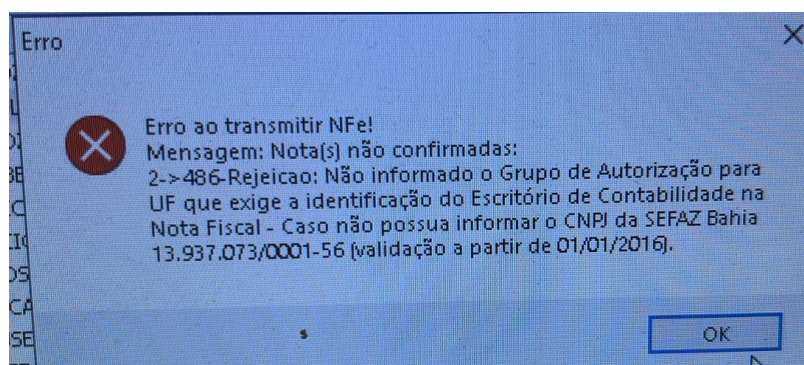 Erro
Erro ao transmitir NFe!
Mensagem: Nota(s) não confirmadas:
2->486-Rejeicao: Não informado o Grupo de Autorização para
UF que exige a identificação do Escritório de Contabilidade na
Nota Fiscal - Caso não possua informar o CNPJ da SEFAZ Bahia
13.937.073/0001-56 (validação a partir de 01/01/2016).
OK